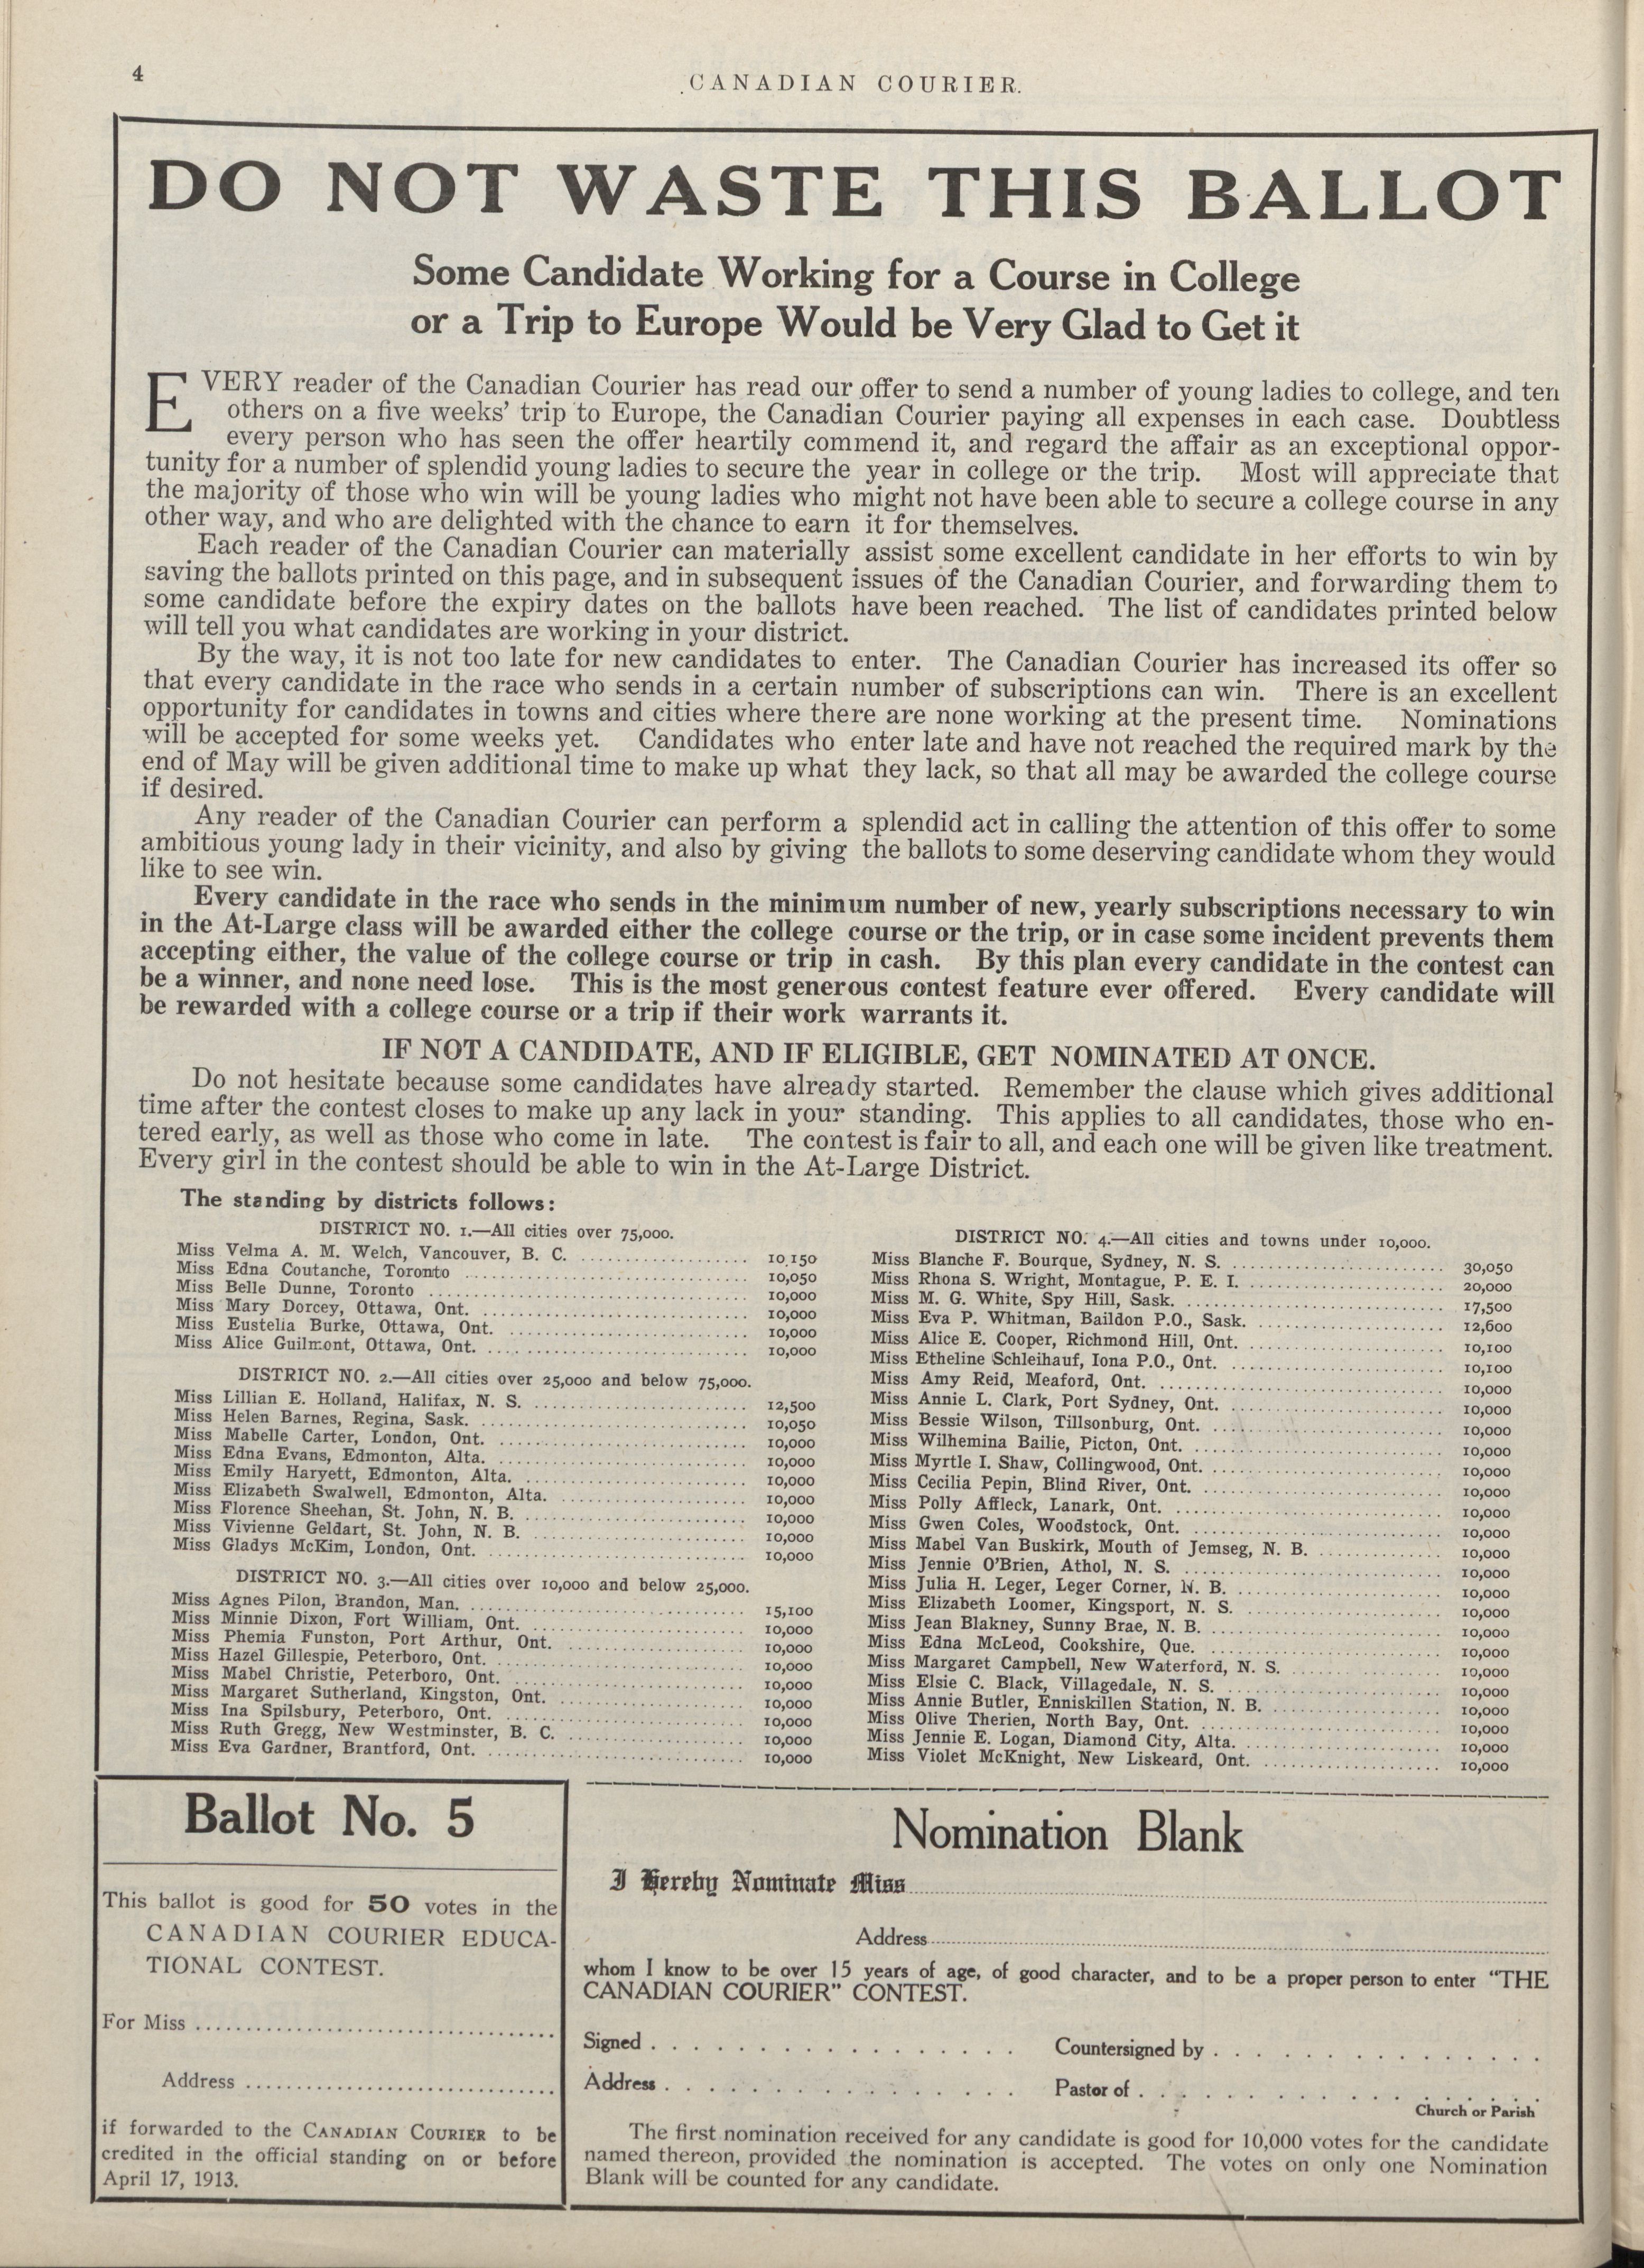 4
CANADIAN COURIER.
DO NOT WASTE THIS BALLOT
Some Candidate Working for a Course in College
or a Trip to Europe Would be Very Glad to Get it
EVERY reader of the Canadian Courier has read our offer to send a number of young ladies to college, and ten
others on a five weeks' trip to Europe, the Canadian Courier paying all expenses in each case. Doubtless
every person who has seen the offer heartily commend it, and regard the affair as an exceptional oppor-
tunity for a number of splendid young ladies to secure the year in college or the trip. Most will appreciate that
the majority of those who win will be young ladies who might not have been able to secure a college course in any
other way, and who are delighted with the chance to earn it for themselves.
Each reader of the Canadian Courier can materially assist some excellent candidate in her efforts to win by
saving the ballots printed on this page, and in subsequent issues of the Canadian Courier, and forwarding them to
some candidate before the expiry dates on the ballots have been reached. The list of candidates printed below
will tell you what candidates are working in your district.
By the way, it is not too late for new candidates to enter. The Canadian Courier has increased its offer so
that every candidate in the race who sends in a certain number of subscriptions can win. There is an excellent
opportunity for candidates in towns and cities where there are none working at the present time. Nominations
will be accepted for some weeks yet. Candidates who enter late and have not reached the required mark by the
end of May will be given additional time to make up what they lack, so that all may be awarded the college course
if desired.
Any reader of the Canadian Courier can perform a splendid act in calling the attention of this offer to some
ambitious young lady in their vicinity, and also by giving the ballots to some deserving candidate whom they would
like to see win.
Every candidate in the race who sends in the minimum number of new, yearly subscriptions necessary to win
in the At-Large class will be awarded either the college course or the trip, or in case some incident prevents them
accepting either, the value of the college course or trip in cash. By this plan every candidate in the contest can
be a winner, and none need lose. This is the most generous contest feature ever offered. Every candidate will
be rewarded with a college course or a trip if their work warrants it.
IF NOT A CANDIDATE, AND IF ELIGIBLE, GET NOMINATED AT ONCE.
Do not hesitate because some candidates have already started. Remember the clause which gives additional
time after the contest closes to make up any lack in your standing. This applies to all candidates, those who en-
tered early, as well as those who come in late. The contest is fair to all, and each one will be given like treatment.
Every girl in the contest should be able to win in the At-Large District.
The standing by districts follows:
DISTRICT NO. 1.—All cities over 75,000.
Miss Velma A. M. Welch, Vancouver, B. C. .................... 10,150
Miss Edna Coutanche, Toronto .................... 10,050
Miss Belle Dunne, Toronto .................... 10,000
Miss Mary Dorcey, Ottawa, Ont. .................... 10,000
Miss Eustelia Burke, Ottawa, Ont. .................... 10,000
Miss Alice Guilmont, Ottawa, Ont. .................... 10,000
DISTRICT NO. 2.—All cities over 25,000 and below 75,000.
Miss Lillian E. Holland, Halifax, N. S. .................... 12,500
Miss Helen Barnes, Regina, Sask. .................... 10,050
Miss Mabelle Carter, London, Ont. .................... 10,000
Miss Edna Evans, Edmonton, Alta. .................... 10,000
Miss Emily Haryett, Edmonton, Alta. .................... 10,000
Miss Elizabeth Swalwell, Edmonton, Alta. .................... 10,000
Miss Florence Sheehan, St. John, N. B. .................... 10,000
Miss Vivienne Geldart, St. John, N. B. .................... 10,000
Miss Gladys McKim, London, Ont. .................... 10,000
DISTRICT NO. 3.—All cities over 10,000 and below 25,000.
Miss Agnes Pilon, Brandon, Man. .................... 15,100
Miss Minnie Dixon, Fort William, Ont. .................... 10,000
Miss Phemia Funston, Port Arthur, Ont. .................... 10,000
Miss Hazel Gillespie, Peterboro, Ont. .................... 10,000
Miss Mabel Christie, Peterboro, Ont. .................... 10,000
Miss Margaret Sutherland, Kingston, Ont. .................... 10,000
Miss Ina Spilsbury, Peterboro, Ont. .................... 10,000
Miss Ruth Gregg, New Westminster, B. C. .................... 10,000
Miss Eva Gardner, Brantford, Ont. .................... 10,000
DISTRICT NO. 4.—All cities and towns under 10,000.
Miss Blanche F. Bourque, Sydney, N. S. .................... 30,050
Miss Rhona S. Wright, Montague, P. E. I. .................... 20,000
Miss M. G. White, Spy Hill, Sask. .................... 17,500
Miss Eva P. Whitman, Baildon P.O., Sask. .................... 12,600
Miss Alice E. Cooper, Richmond Hill, Ont. .................... 10,100
Miss Etheline Schleihauf, Iona P.O., Ont. .................... 10,100
Miss Amy Reid, Meaford, Ont. .................... 10,000
Miss Annie L. Clark, Port Sydney, Ont. .................... 10,000
Miss Bessie Wilson, Tillsonburg, Ont. .................... 10,000
Miss Wilhemina Bailie, Picton, Ont. .................... 10,000
Miss Myrtle I. Shaw, Collingwood, Ont. .................... 10,000
Miss Cecilia Pepin, Blind River, Ont. .................... 10,000
Miss Polly Affleck, Lanark, Ont. .................... 10,000
Miss Gwen Coles, Woodstock, Ont. .................... 10,000
Miss Mabel Van Buskirk, Mouth of Jemseg, N. B. .................... 10,000
Miss Jennie O'Brien, Athol, N. S. .................... 10,000
Miss Julia H. Leger, Leger Corner, N. B. .................... 10,000
Miss Elizabeth Loomer, Kingsport, N. S. .................... 10,000
Miss Jean Blakney, Sunny Brae, N. B. .................... 10,000
Miss Edna McLeod, Cookshire, Que. .................... 10,000
Miss Margaret Campbell, New Waterford, N. S. .................... 10,000
Miss Elsie C. Black, Villagedale, N. S. .................... 10,000
Miss Annie Butler, Enniskillen Station, N. B. .................... 10,000
Miss Olive Therien, North Bay, Ont. .................... 10,000
Miss Jennie E. Logan, Diamond City, Alta. .................... 10,000
Miss Violet McKnight, New Liskeard, Ont. .................... 10,000
Ballot No. 5
This ballot is good for 50 votes in the
CANADIAN COURIER EDUCA-
TIONAL CONTEST.
For Miss ....................
Address ....................
if forwarded to the CANADIAN COURIER to be
credited in the official standing on or before
April 17, 1913.
Nomination Blank
I Hereby Nominate Miss ....................
Address ....................
whom I know to be over 15 years of age, of good character, and to be a proper person to enter "THE
CANADIAN COURIER" CONTEST.
Signed . . . . . . . . . . Countersigned by . . . . . . . . . .
Address . . . . . . . . . . Pastor of . . . . . . . . . .
Church or Parish
The first nomination received for any candidate is good for 10,000 votes for the candidate
named thereon, provided the nomination is accepted. The votes on only one Nomination
Blank will be counted for any candidate.